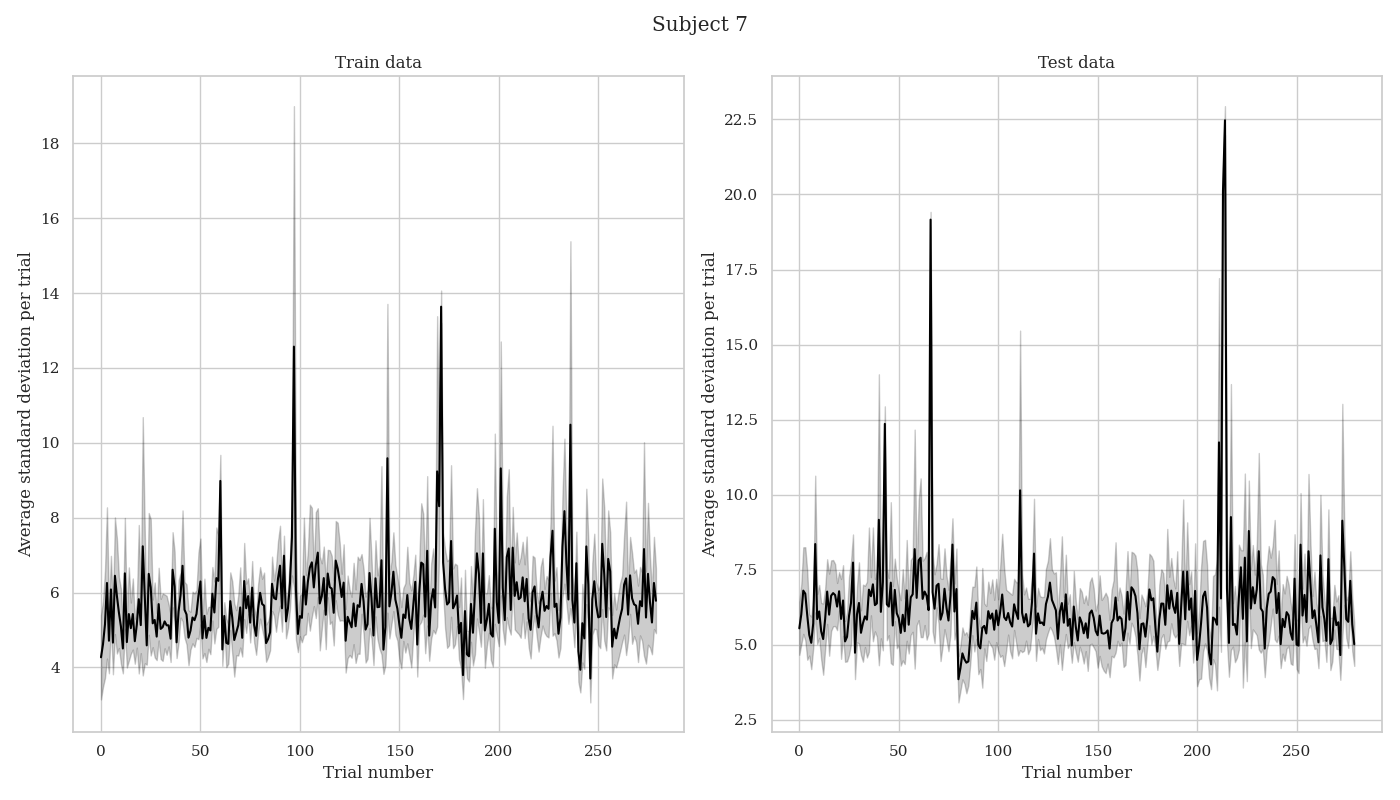 Subject 7
Train data
Average standard deviation per trial
18
16
14
12
10
8
6
4
0 50 100 150 200 250
Trial number
Test data
Average standard deviation per trial
22.5
20.0
17.5
15.0
12.5
10.0
7.5
5.0
2.5
0 50 100 150 200 250
Trial number